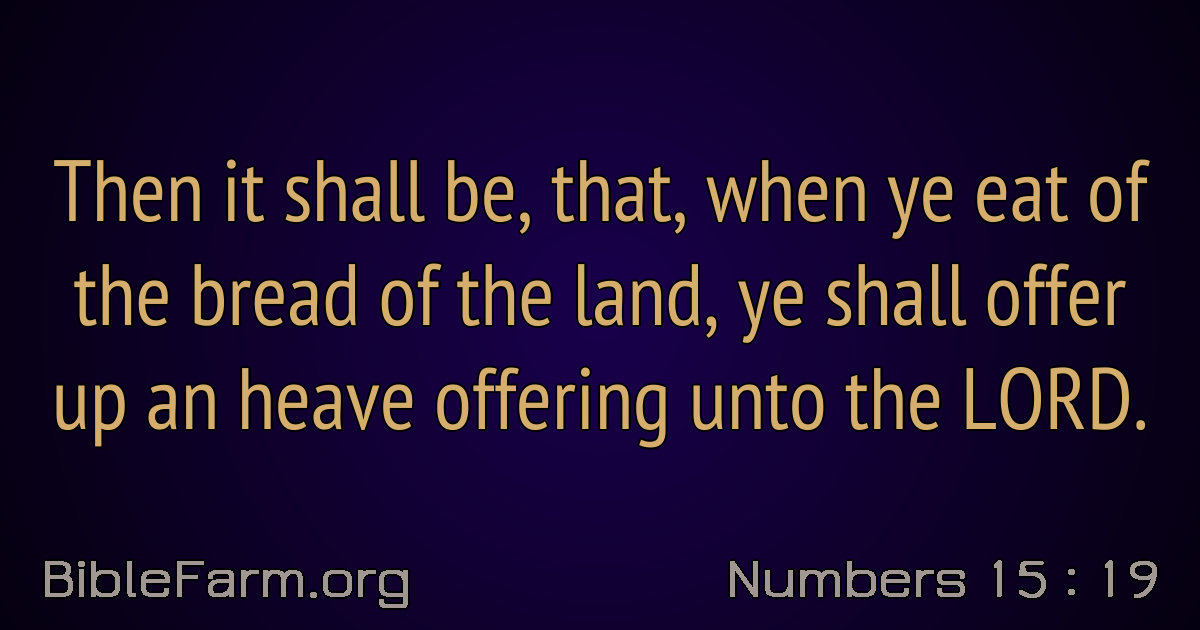 Then it shall be, that, when ye eat of
the bread of the land, ye shall offer
up an heave offering unto the LORD.
BibleFarm.org
Numbers 15 : 19